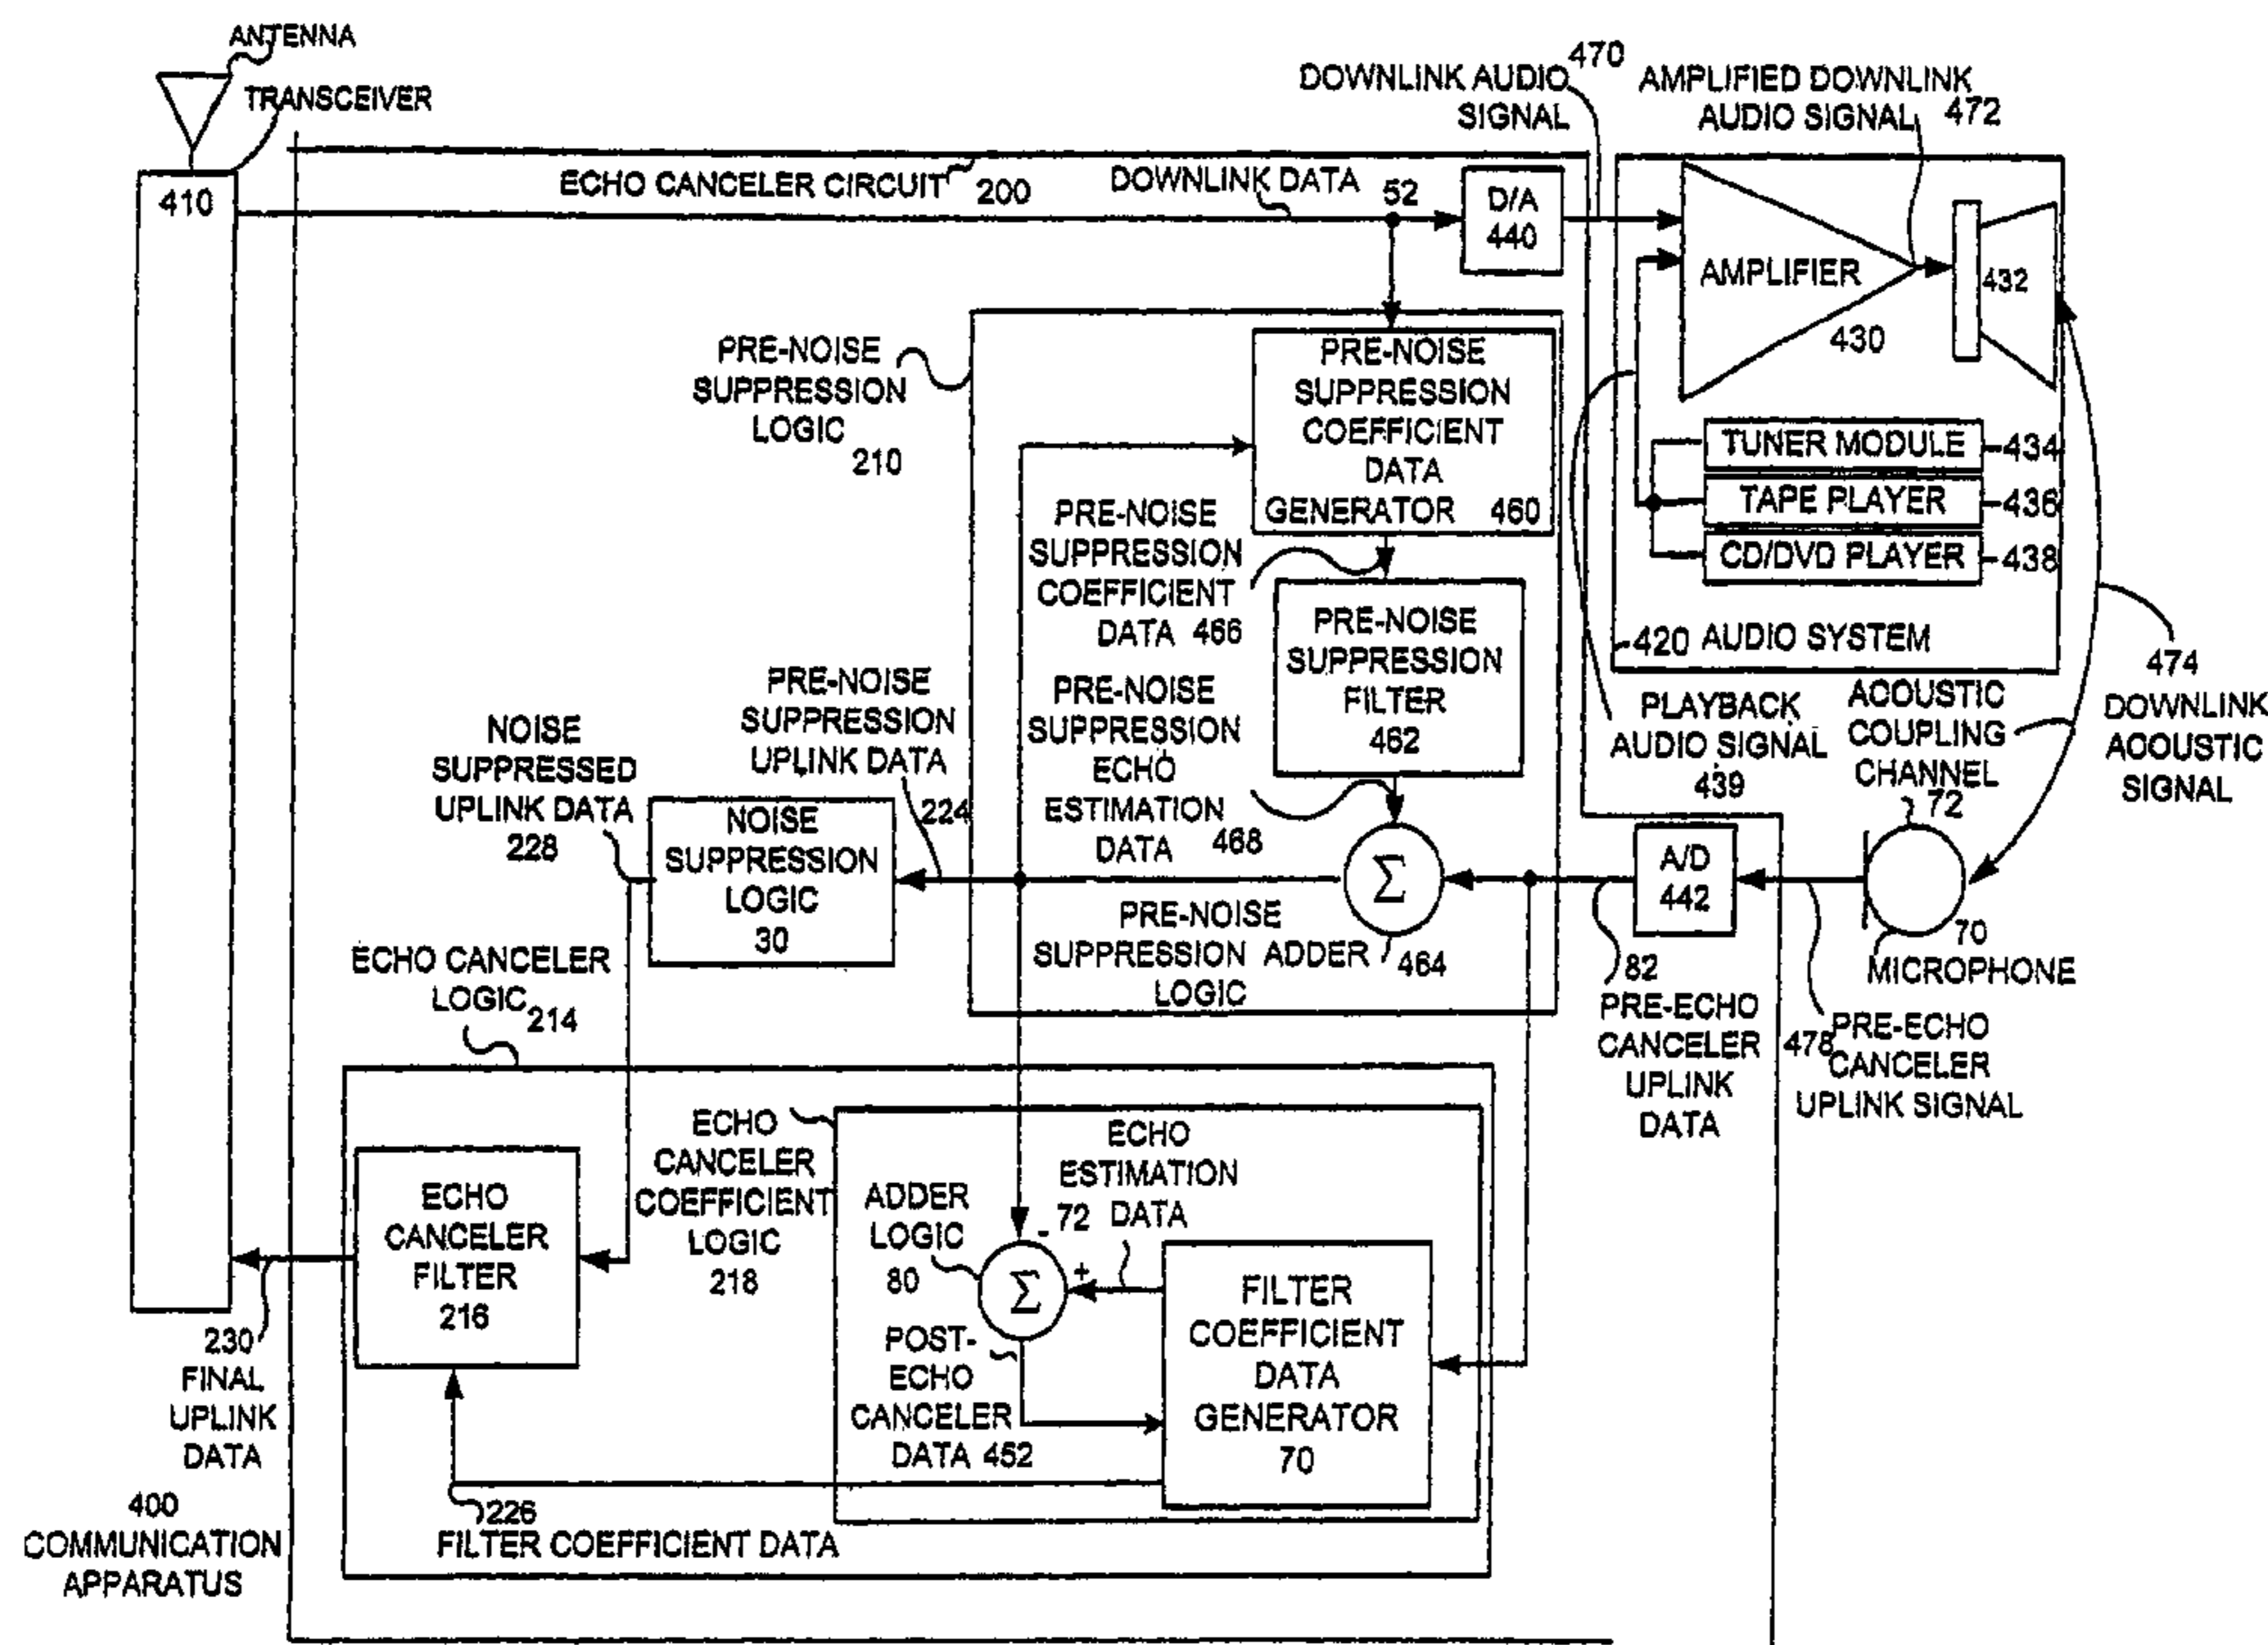 ANTENNA
TRANSCEIVER
410
ECHO CANCELER CIRCUIT 200
DOWNLINK DATA 52
D/A
440
DOWNLINK AUDIO
SIGNAL
470
AMPLIFIED DOWNLINK
AUDIO SIGNAL 472
AMPLIFIER
430
432
TUNER MODULE 434
TAPE PLAYER 436
CD/DVD PLAYER 438
420 AUDIO SYSTEM
PRE-NOISE
SUPPRESSION
LOGIC
210
PRE-NOISE
SUPPRESSION
COEFFICIENT
DATA
GENERATOR 460
PRE-NOISE
SUPPRESSION
COEFFICIENT
DATA 466
PRE-NOISE
SUPPRESSION
FILTER
462
PRE-NOISE
SUPPRESSION
ECHO
ESTIMATION
DATA 468
PLAYBACK
AUDIO SIGNAL
439
ACOUSTIC
COUPLING
CHANNEL
72
474
DOWNLINK
ACOUSTIC
SIGNAL
NOISE
SUPPRESSED
UPLINK DATA
228
PRE-NOISE
SUPPRESSION
UPLINK DATA
224
NOISE
SUPPRESSION
LOGIC
30
Σ
PRE-NOISE
SUPPRESSION ADDER 464
LOGIC
A/D
442
70
MICROPHONE
82
PRE-ECHO
CANCELER
UPLINK
DATA
478
PRE-ECHO
CANCELER
UPLINK SIGNAL
ECHO CANCELER
LOGIC 214
ECHO
CANCELER
FILTER
216
ECHO
CANCELER
COEFFICIENT
LOGIC
218
ADDER
LOGIC
80
Σ
-
+
72
ECHO
ESTIMATION
DATA
POST-
ECHO
CANCELER
DATA 452
FILTER
COEFFICIENT
DATA
GENERATOR
70
226
FILTER COEFFICIENT DATA
230
FINAL
UPLINK
DATA
400
COMMUNICATION
APPARATUS